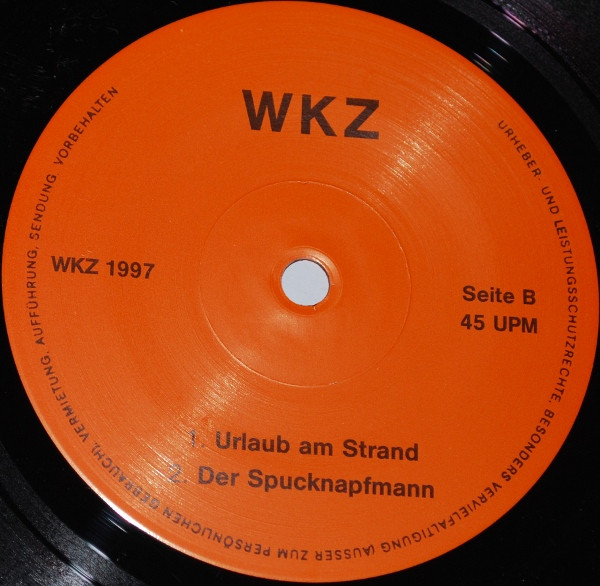 WKZ
WKZ 1997
Seite B
45 UPM
1. Urlaub am Strand
2. Der Spucknapfmann
URHEBER- UND LEISTUNGSSCHUTZRECHTE, BESONDERS VERVIELFÄLTIGUNG (AUSSER ZUM PERSÖNLICHEN GEBRAUCH), VERMIETUNG, AUFFÜHRUNG, SENDUNG VORBEHALTEN